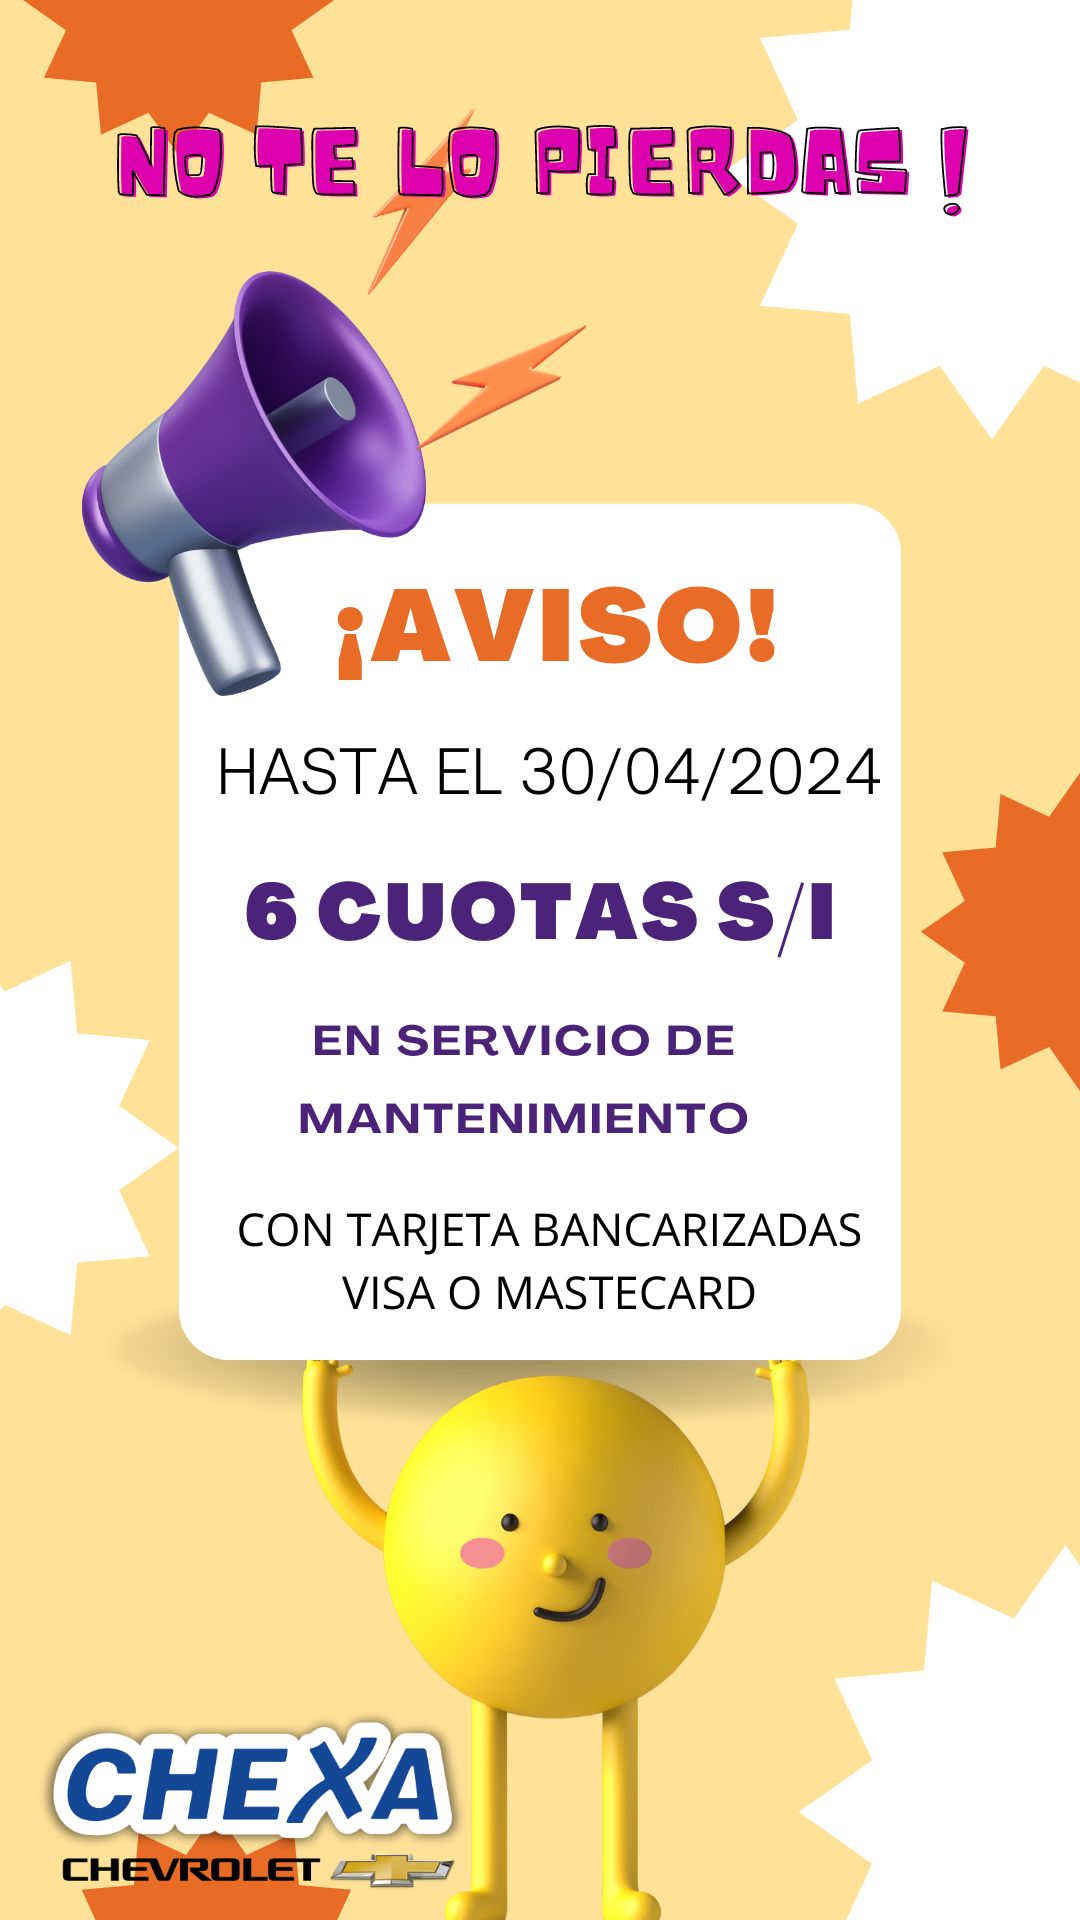 NO TE LO PIERDAS !
¡AVISO!
HASTA EL 30/04/2024
6 CUOTAS S/I
EN SERVICIO DE
MANTENIMIENTO
CON TARJETA BANCARIZADAS
VISA O MASTECARD
CHEXA
CHEVROLET